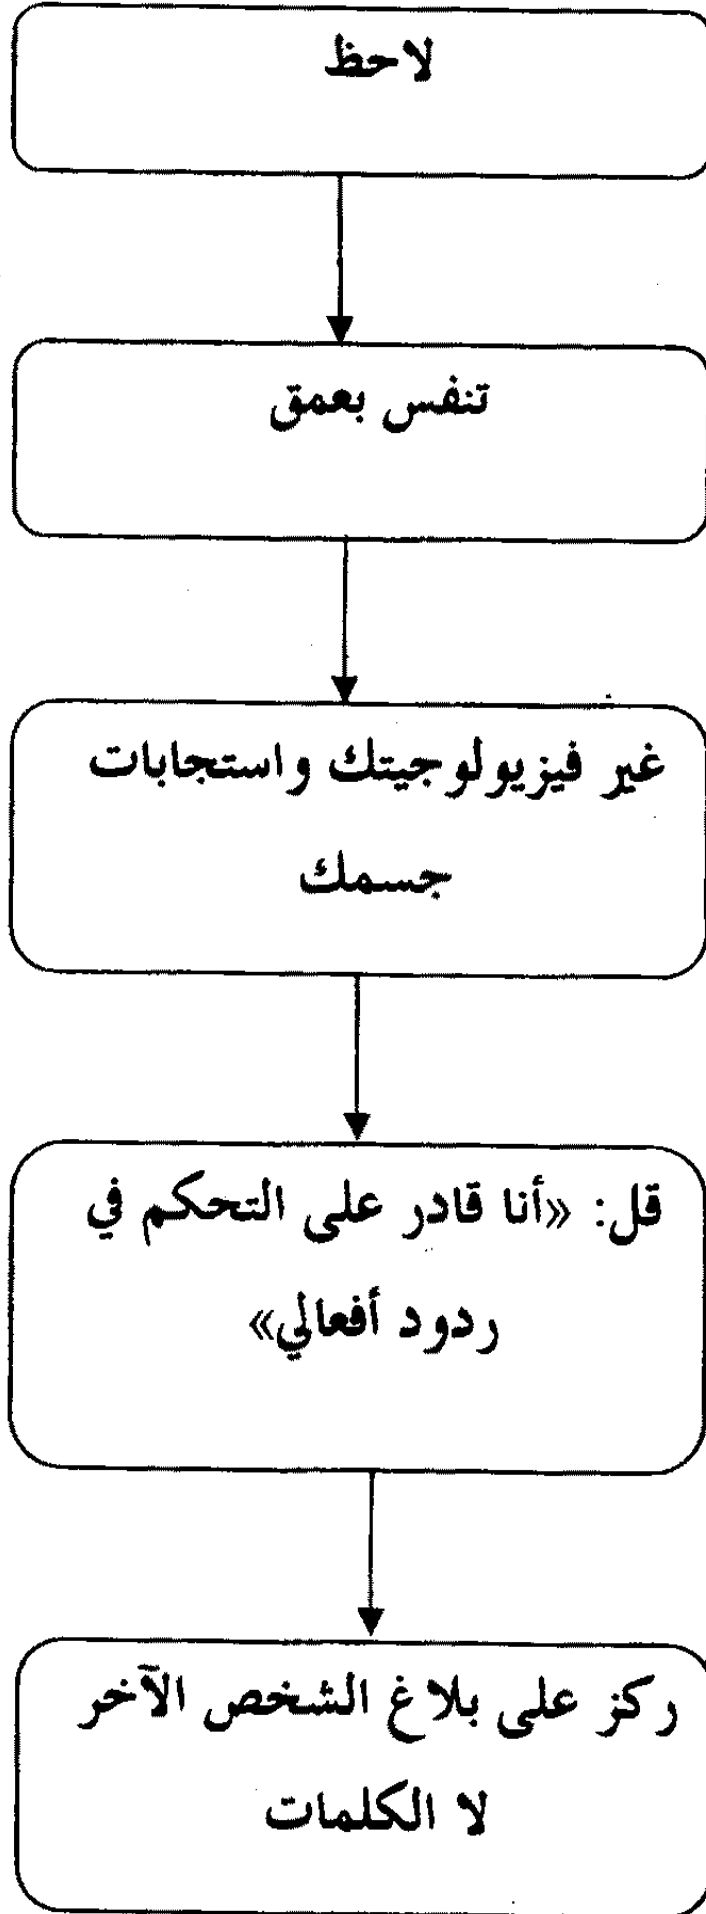 لاحظ
تنفس بعمق
غير فيزيولوجيتك واستجابات
جسمك
قل: «أنا قادر على التحكم في
ردود أفعالي»
ركز على بلاغ الشخص الآخر
لا الكلمات